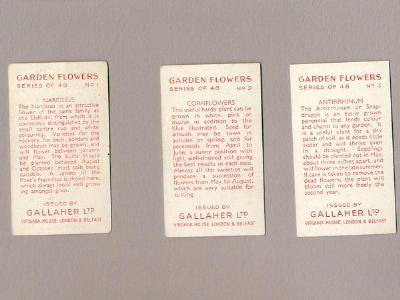 GARDEN FLOWERS
SERIES OF 48 No 1
NARCISSUS
The Narcissus is an attractive
flower of the same family as
the Daffodil, from which it is
commonly distinguished by the
small centre cup and white
colouring. Varieties for the
rockery, for beds, borders and
woodlands may be grown, and
will flower between January
and May. The bulbs should
be planted between August
and October, most soils being
suitable. A variety of the
Poet's Narcissus is shown here,
which always looks well grow-
ing amongst grass.
ISSUED BY
GALLAHER LTD
VIRGINIA HOUSE, LONDON & BELFAST
GARDEN FLOWERS
SERIES OF 48 No 2
CORNFLOWERS
This useful hardy plant can be
grown in white, pink or
mauve in addition to the
blue illustrated. Seed for
annuals may be sown in
autumn or spring, and for
perennials from April to
June, a sunny position with
light well-drained soil giving
the best results in each case.
Almost all the varieties will
produce a succession of
flowers from May to August,
which are very suitable for
cutting.
ISSUED BY
GALLAHER LTD
VIRGINIA HOUSE, LONDON & BELFAST
GARDEN FLOWERS
SERIES OF 48 No 3
ANTIRRHINUM
The Antirrhinum or Snap-
dragon is an easily grown
perennial that lends colour
and charm to any garden. It
is a useful plant for a dry
patch of soil, as it needs little
water and will thrive even
in a drought. Seedlings
should be planted out in May,
about three inches apart, and
will flower in the late summer.
If care is taken to remove the
dead flowers, the plant will
bloom still more freely the
second year.
ISSUED BY
GALLAHER LTD
VIRGINIA HOUSE, LONDON & BELFAST